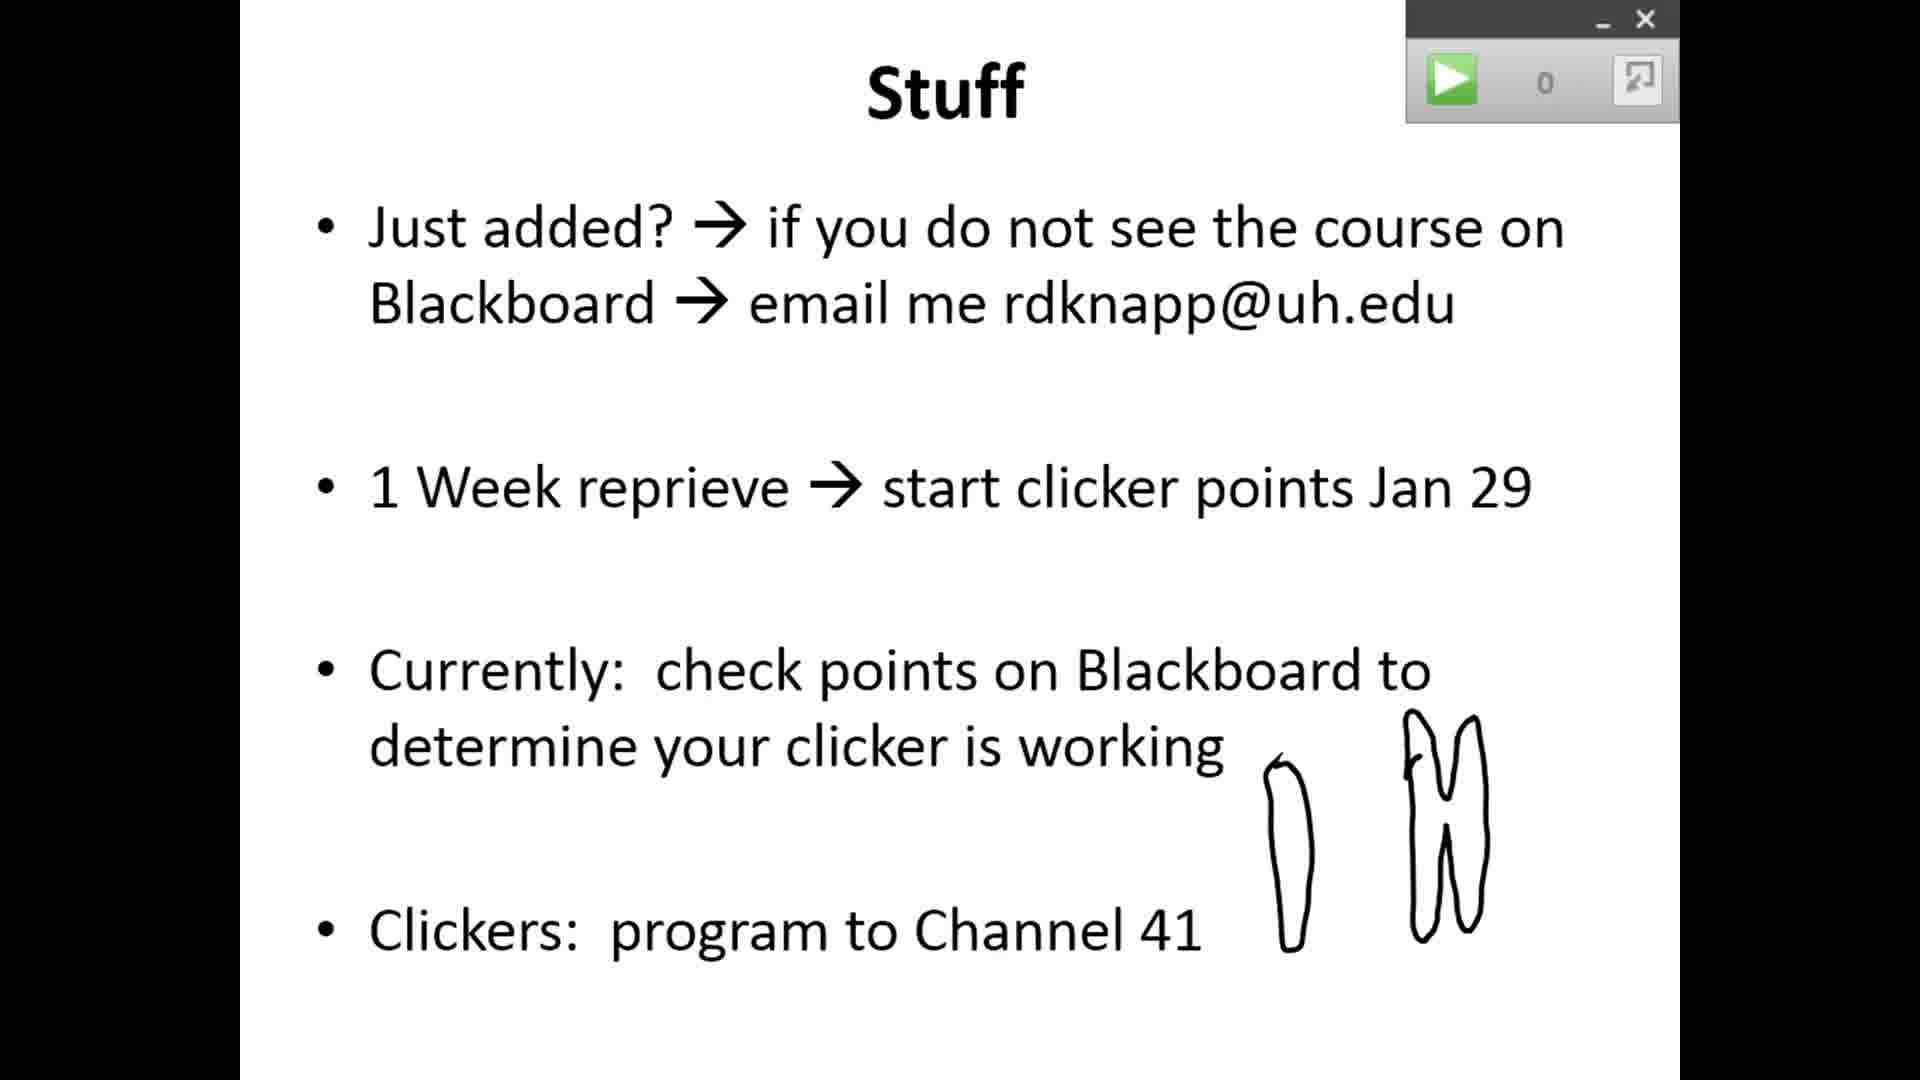 Stuff
0
• Just added? → if you do not see the course on
Blackboard → email me rdknapp@uh.edu
• 1 Week reprieve → start clicker points Jan 29
• Currently:  check points on Blackboard to
determine your clicker is working
• Clickers:  program to Channel 41